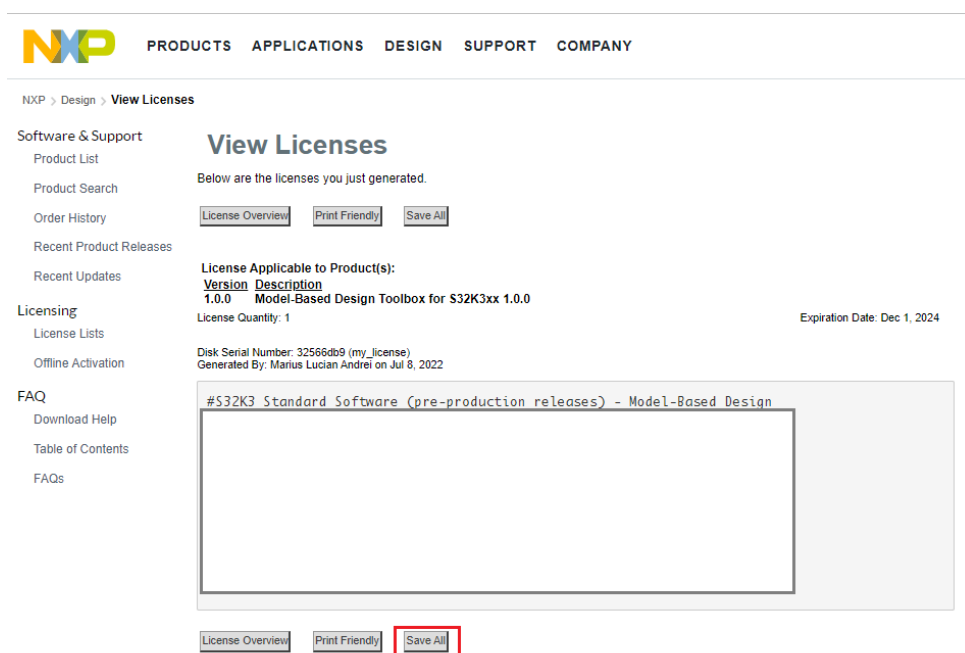 NXP
PRODUCTS APPLICATIONS DESIGN SUPPORT COMPANY
NXP > Design > View Licenses
Software & Support
Product List
Product Search
Order History
Recent Product Releases
Recent Updates
Licensing
License Lists
Offline Activation
FAQ
Download Help
Table of Contents
FAQs
View Licenses
Below are the licenses you just generated.
License Overview Print Friendly Save All
License Applicable to Product(s):
Version Description
1.0.0 Model-Based Design Toolbox for S32K3xx 1.0.0
License Quantity: 1 Expiration Date: Dec 1, 2024
Disk Serial Number: 32566db9 (my_license)
Generated By: Marius Lucian Andrei on Jul 8, 2022
#S32K3 Standard Software (pre-production releases) - Model-Based Design
License Overview Print Friendly Save All